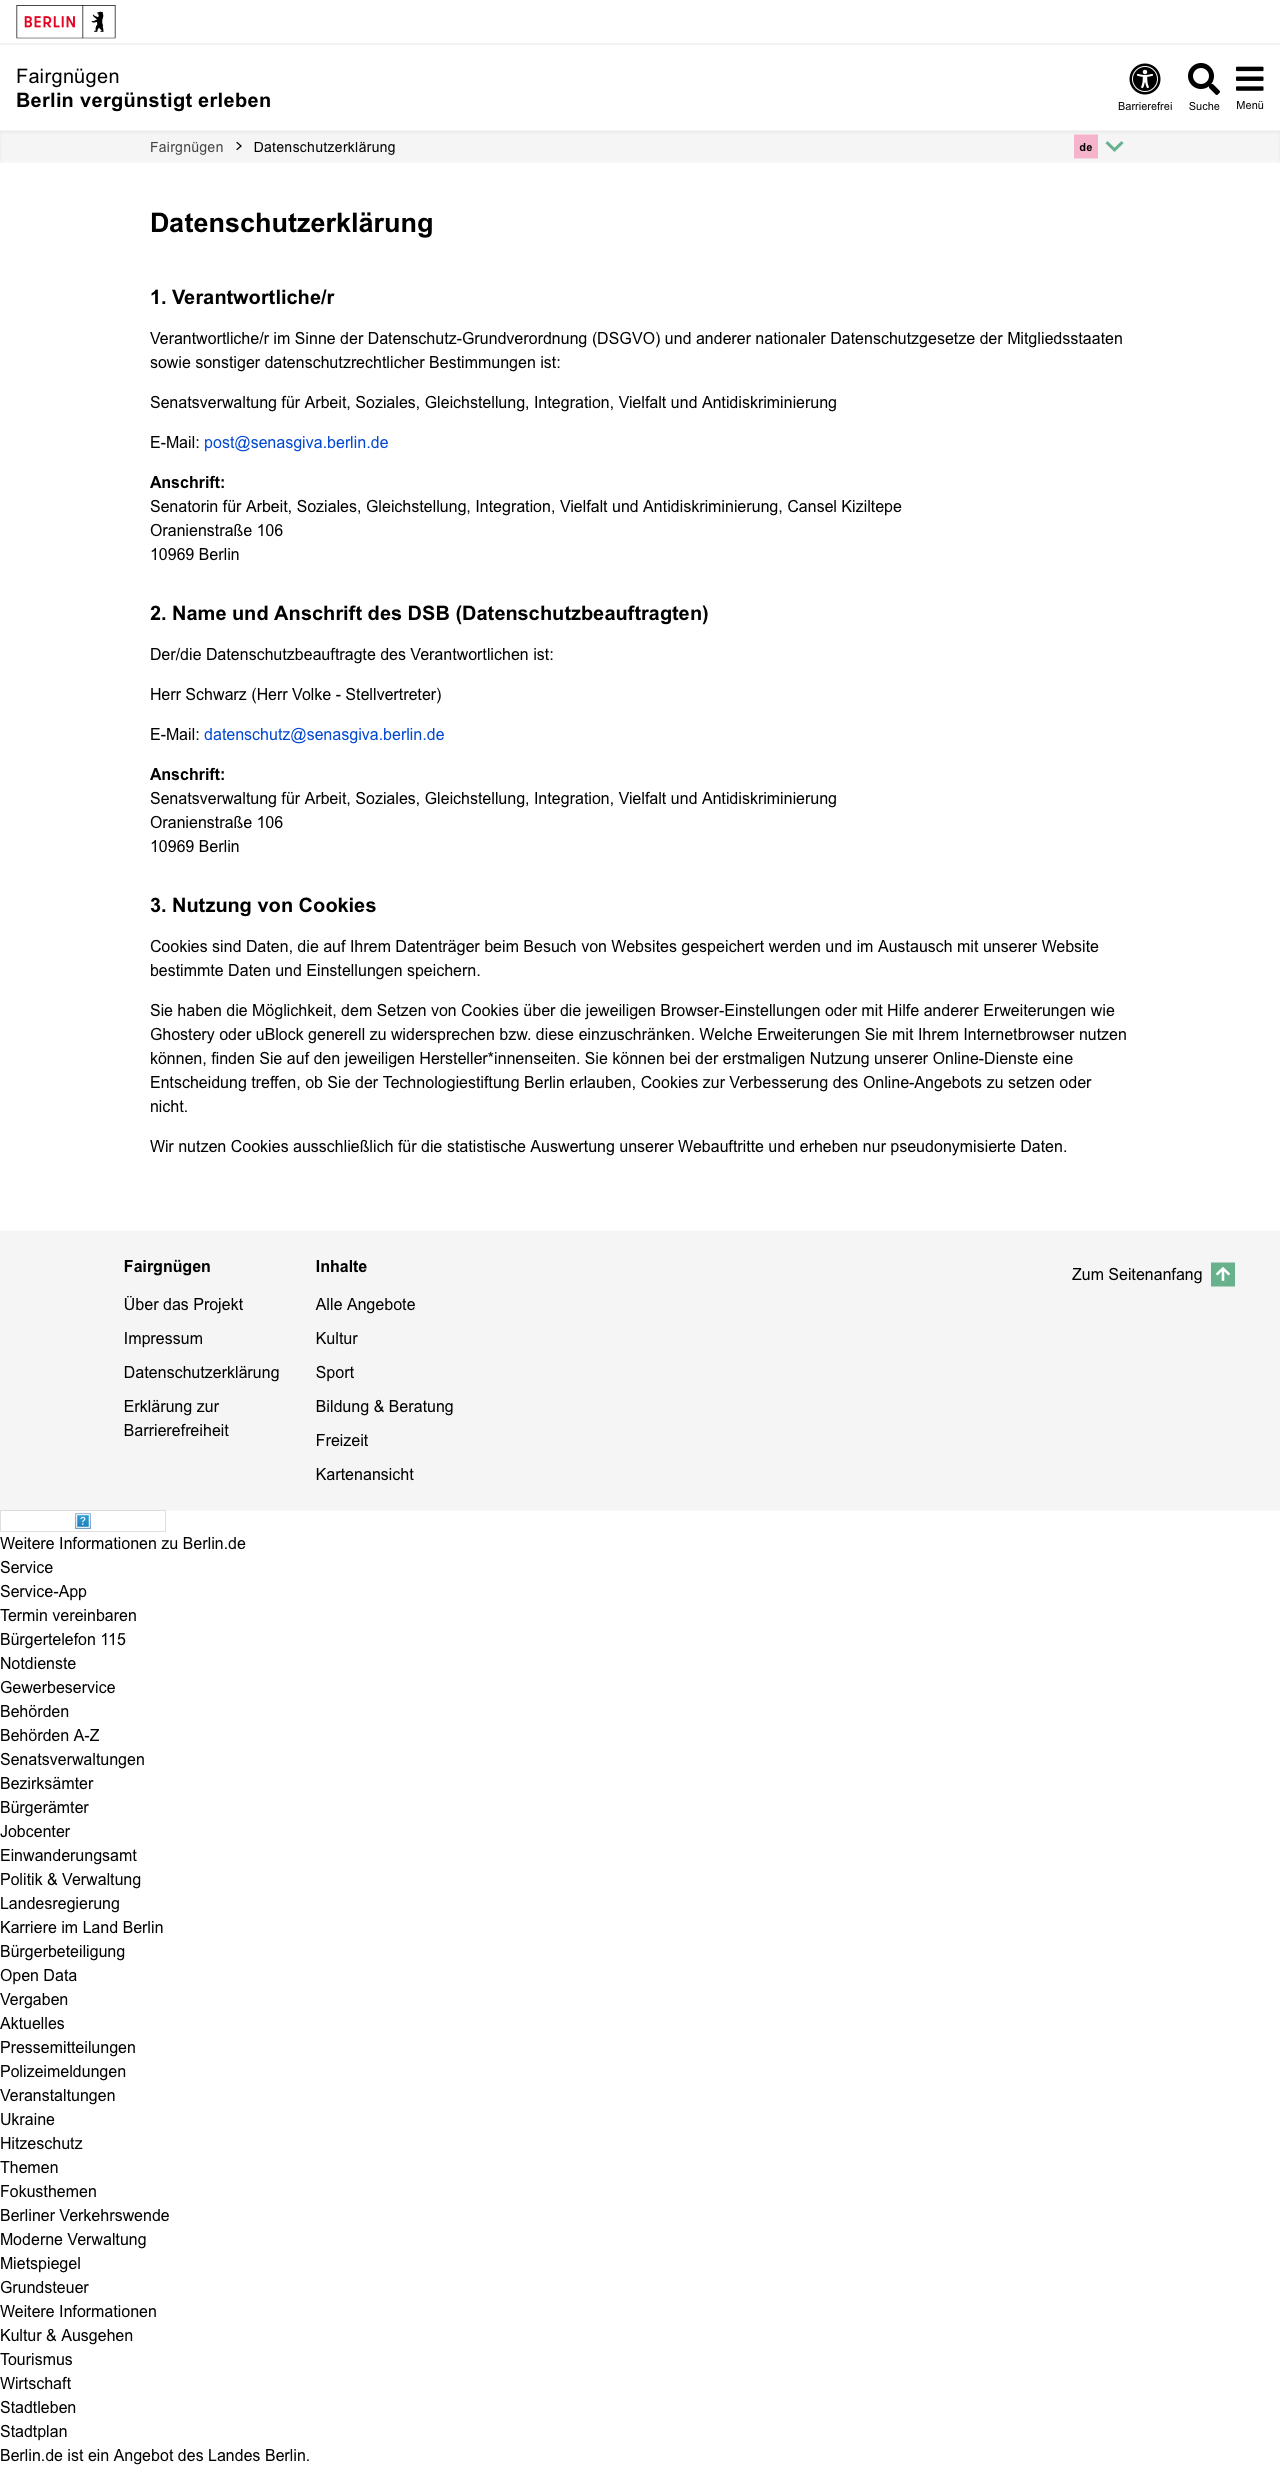 BERLIN
Fairgnügen
Berlin vergünstigt erleben
Barrierefrei
Suche
Menü
Fairgnügen > Datenschutzerklärung
de
Datenschutzerklärung
1. Verantwortliche/r
Verantwortliche/r im Sinne der Datenschutz-Grundverordnung (DSGVO) und anderer nationaler Datenschutzgesetze der Mitgliedsstaaten
sowie sonstiger datenschutzrechtlicher Bestimmungen ist:
Senatsverwaltung für Arbeit, Soziales, Gleichstellung, Integration, Vielfalt und Antidiskriminierung
E-Mail: post@senasgiva.berlin.de
Anschrift:
Senatorin für Arbeit, Soziales, Gleichstellung, Integration, Vielfalt und Antidiskriminierung, Cansel Kiziltepe
Oranienstraße 106
10969 Berlin
2. Name und Anschrift des DSB (Datenschutzbeauftragten)
Der/die Datenschutzbeauftragte des Verantwortlichen ist:
Herr Schwarz (Herr Volke - Stellvertreter)
E-Mail: datenschutz@senasgiva.berlin.de
Anschrift:
Senatsverwaltung für Arbeit, Soziales, Gleichstellung, Integration, Vielfalt und Antidiskriminierung
Oranienstraße 106
10969 Berlin
3. Nutzung von Cookies
Cookies sind Daten, die auf Ihrem Datenträger beim Besuch von Websites gespeichert werden und im Austausch mit unserer Website
bestimmte Daten und Einstellungen speichern.
Sie haben die Möglichkeit, dem Setzen von Cookies über die jeweiligen Browser-Einstellungen oder mit Hilfe anderer Erweiterungen wie
Ghostery oder uBlock generell zu widersprechen bzw. diese einzuschränken. Welche Erweiterungen Sie mit Ihrem Internetbrowser nutzen
können, finden Sie auf den jeweiligen Hersteller*innenseiten. Sie können bei der erstmaligen Nutzung unserer Online-Dienste eine
Entscheidung treffen, ob Sie der Technologiestiftung Berlin erlauben, Cookies zur Verbesserung des Online-Angebots zu setzen oder
nicht.
Wir nutzen Cookies ausschließlich für die statistische Auswertung unserer Webauftritte und erheben nur pseudonymisierte Daten.
Fairgnügen
Über das Projekt
Impressum
Datenschutzerklärung
Erklärung zur
Barrierefreiheit
Inhalte
Alle Angebote
Kultur
Sport
Bildung & Beratung
Freizeit
Kartenansicht
Zum Seitenanfang
Weitere Informationen zu Berlin.de
Service
Service-App
Termin vereinbaren
Bürgertelefon 115
Notdienste
Gewerbeservice
Behörden
Behörden A-Z
Senatsverwaltungen
Bezirksämter
Bürgerämter
Jobcenter
Einwanderungsamt
Politik & Verwaltung
Landesregierung
Karriere im Land Berlin
Bürgerbeteiligung
Open Data
Vergaben
Aktuelles
Pressemitteilungen
Polizeimeldungen
Veranstaltungen
Ukraine
Hitzeschutz
Themen
Fokusthemen
Berliner Verkehrswende
Moderne Verwaltung
Mietspiegel
Grundsteuer
Weitere Informationen
Kultur & Ausgehen
Tourismus
Wirtschaft
Stadtleben
Stadtplan
Berlin.de ist ein Angebot des Landes Berlin.